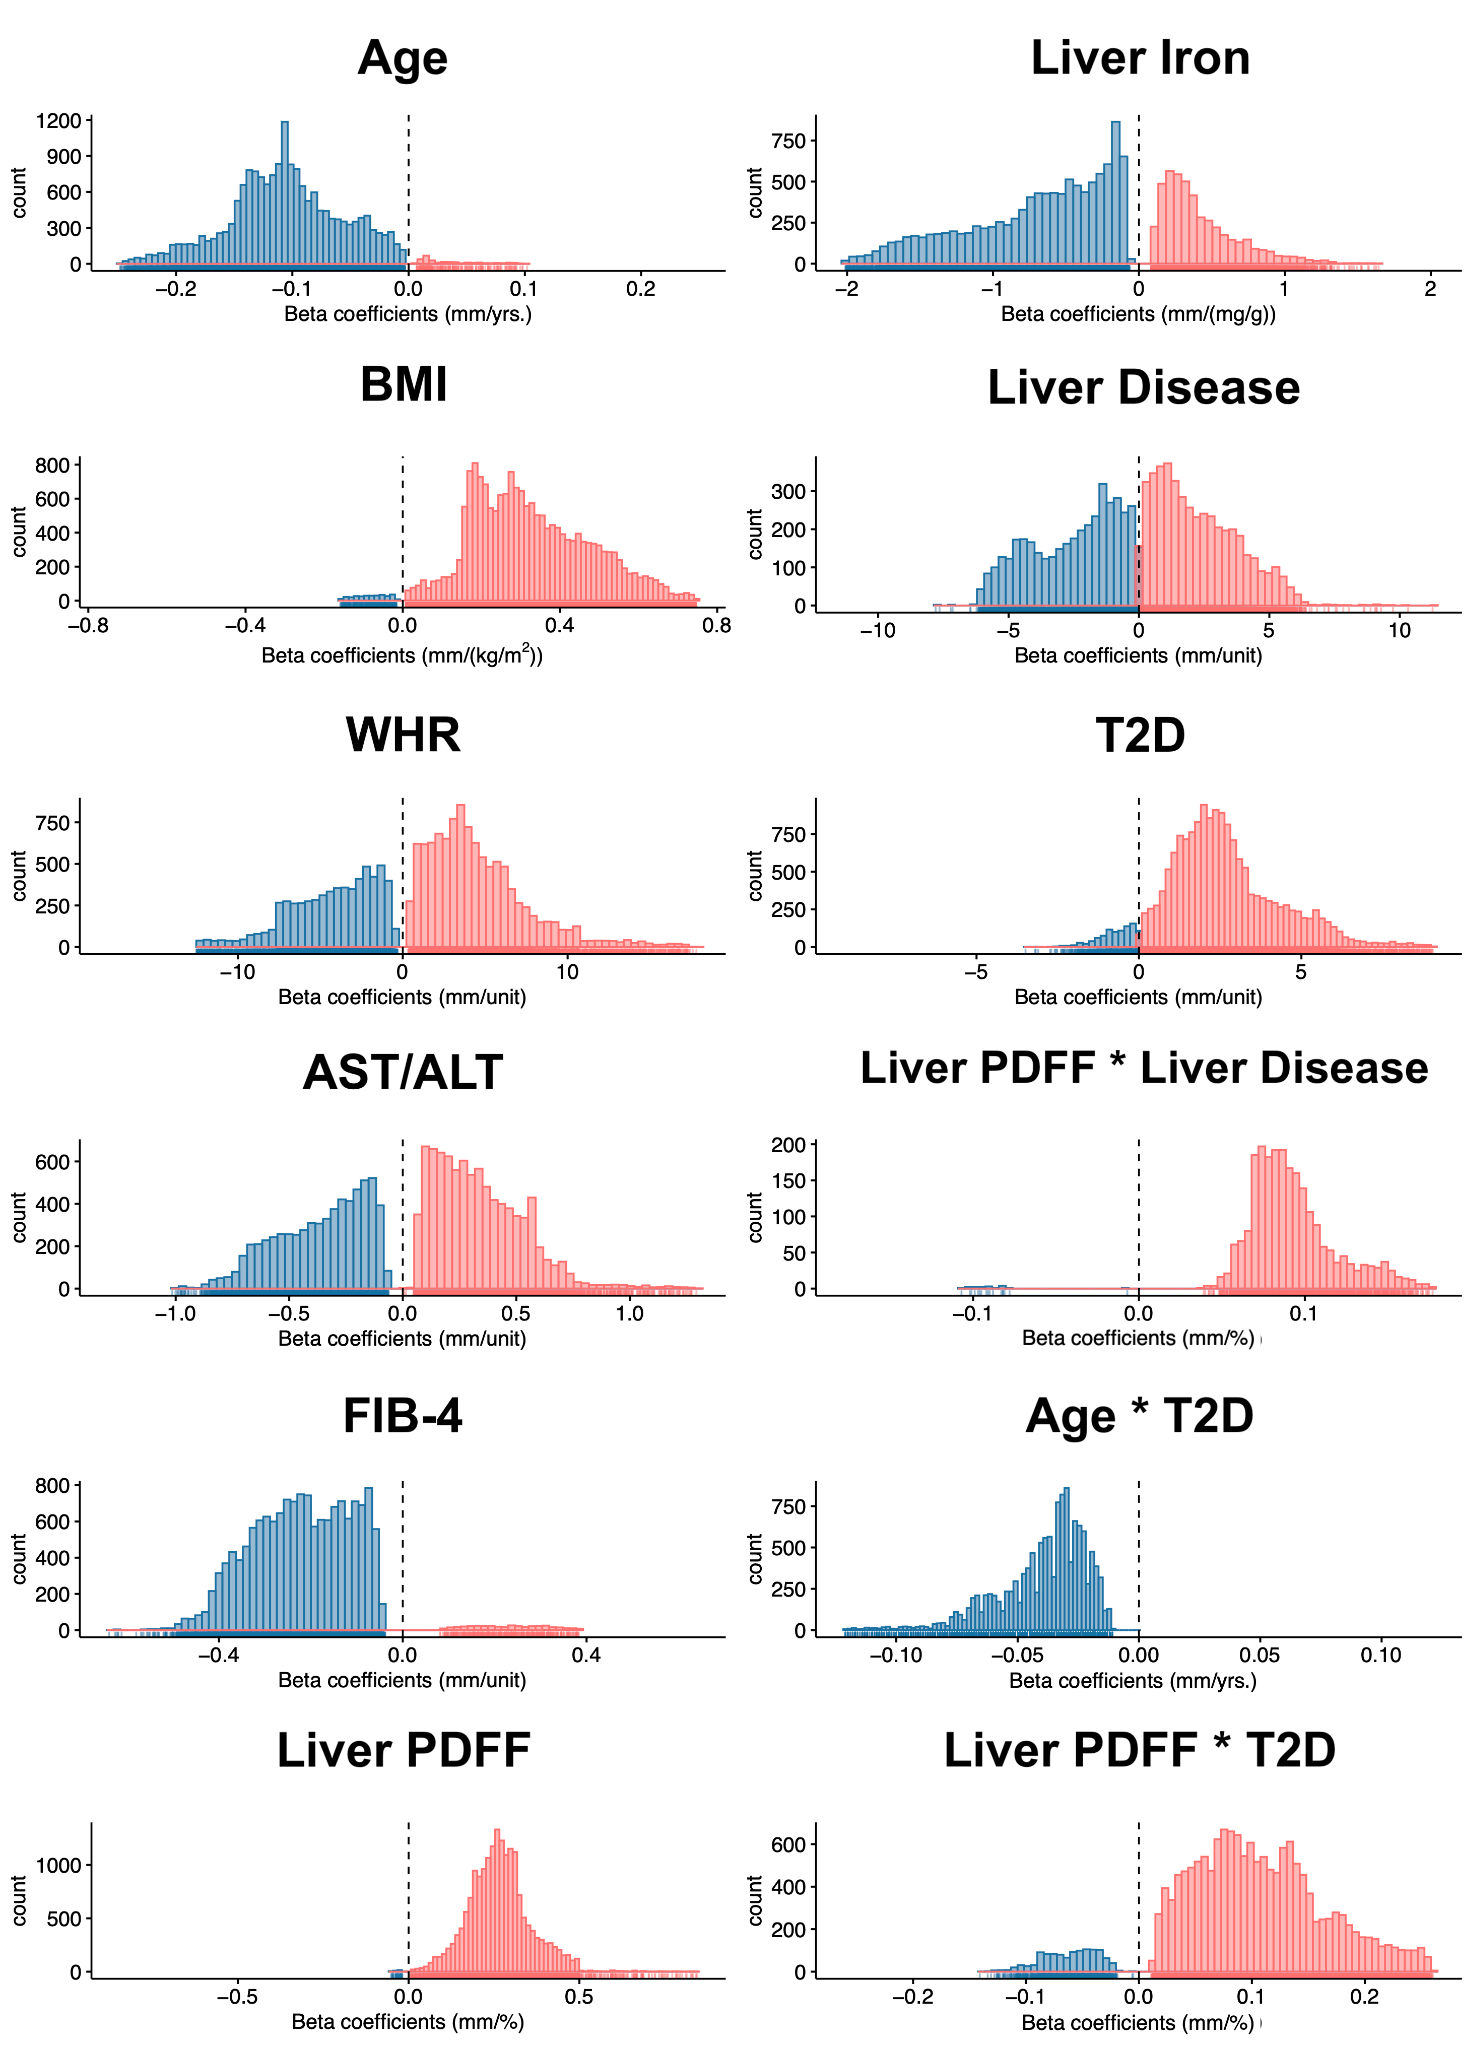 Age
1200
900
600
300
0
count
−0.2 −0.1 0.0 0.1 0.2
Beta coefficients (mm/yrs.)
Liver Iron
750
500
250
0
count
−2 −1 0 1 2
Beta coefficients (mm/(mg/g))
BMI
800
600
400
200
0
count
−0.8 −0.4 0.0 0.4 0.8
Beta coefficients (mm/(kg/m²))
Liver Disease
300
200
100
0
count
−10 −5 0 5 10
Beta coefficients (mm/unit)
WHR
750
500
250
0
count
−10 0 10
Beta coefficients (mm/unit)
T2D
750
500
250
0
count
−5 0 5
Beta coefficients (mm/unit)
AST/ALT
600
400
200
0
count
−1.0 −0.5 0.0 0.5 1.0
Beta coefficients (mm/unit)
Liver PDFF * Liver Disease
200
150
100
50
0
count
−0.1 0.0 0.1
Beta coefficients (mm/%) )
FIB-4
800
600
400
200
0
count
−0.4 0.0 0.4
Beta coefficients (mm/unit)
Age * T2D
750
500
250
0
count
−0.10 −0.05 0.00 0.05 0.10
Beta coefficients (mm/yrs.)
Liver PDFF
1000
500
0
count
−0.5 0.0 0.5
Beta coefficients (mm/%)
Liver PDFF * T2D
600
400
200
0
count
−0.2 −0.1 0.0 0.1 0.2
Beta coefficients (mm/%) )